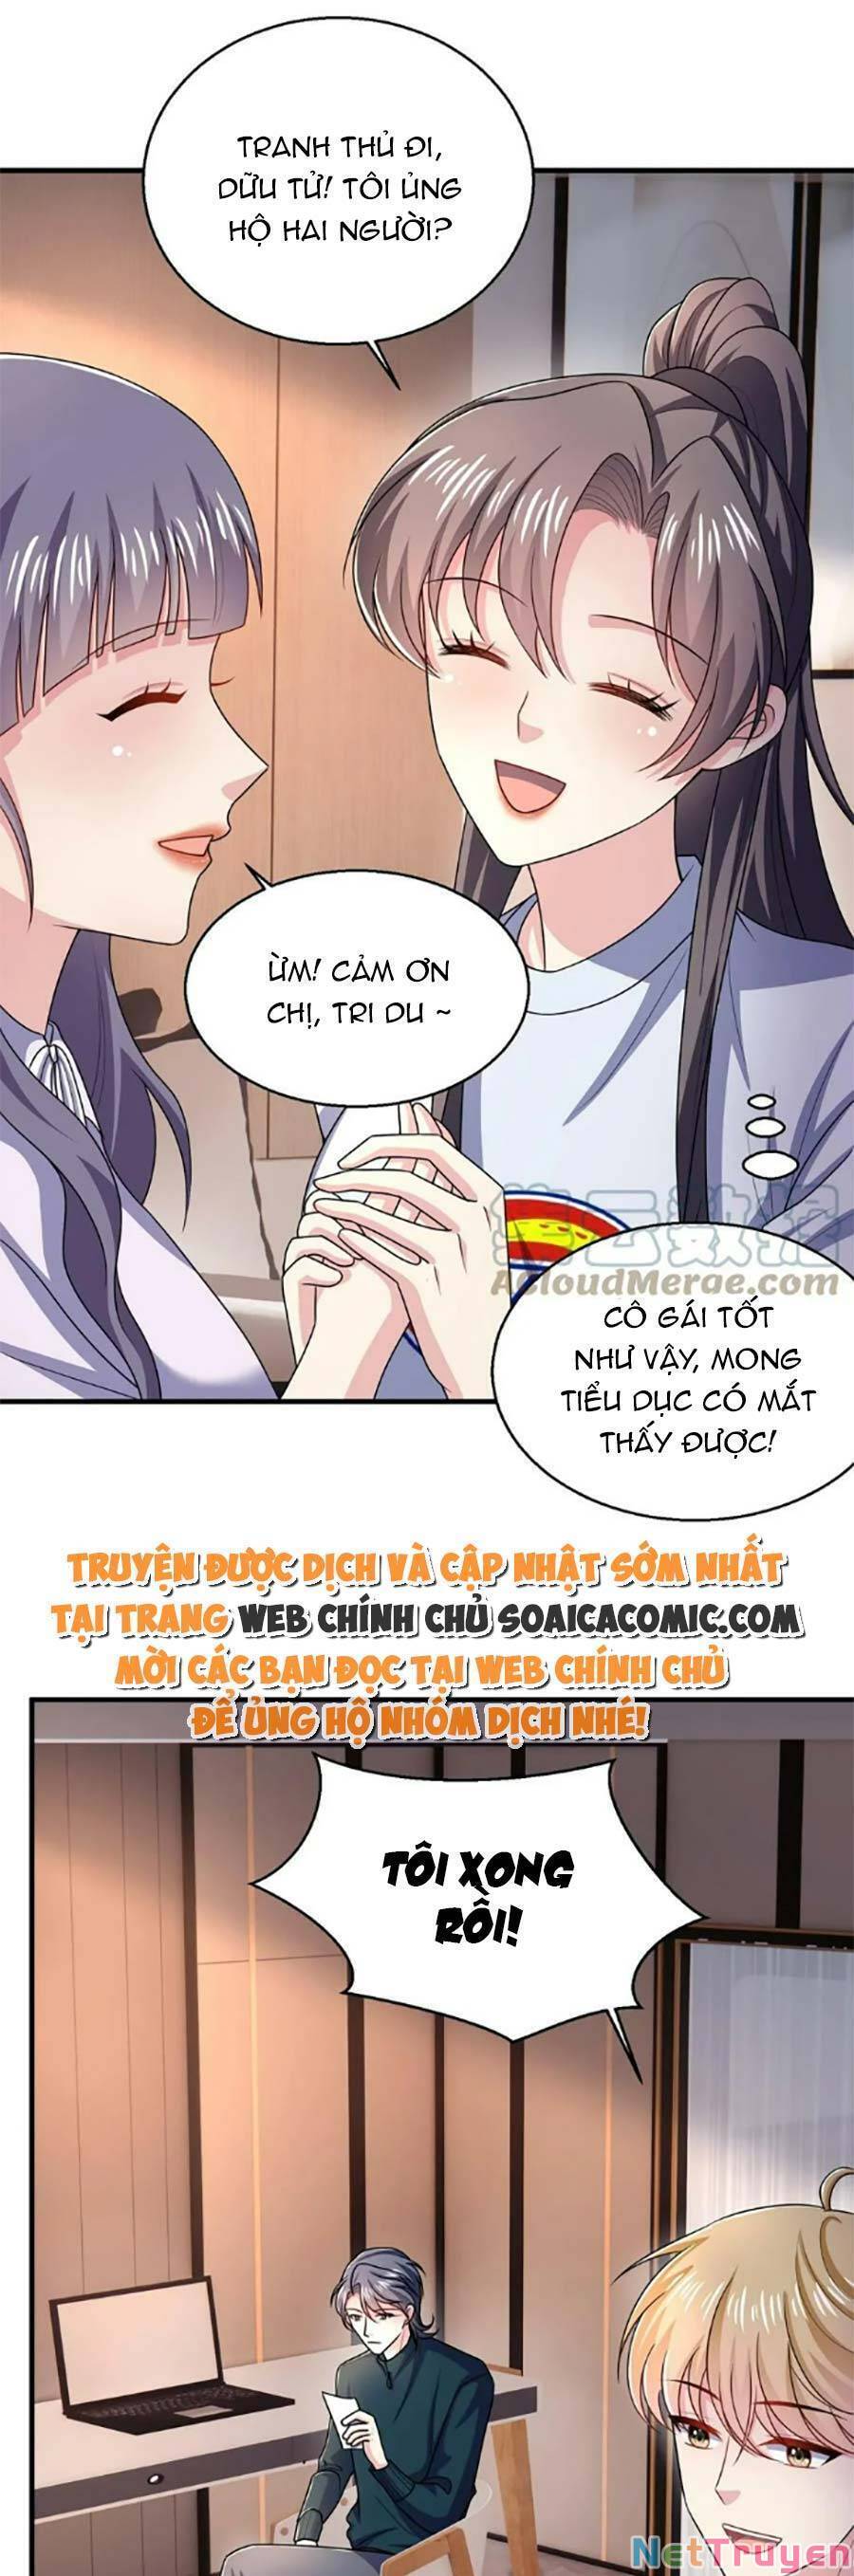 TRANH THỦ ĐI,
DỮU TỬ! TÔI ỦNG
HỘ HAI NGƯỜI?
ỪM! CẢM ƠN
CHỊ, TRI DU ~
AcloudMerge.com
CÔ GÁI TỐT
NHƯ VẬY, MONG
TIỂU DỤC CÓ MẮT
THẤY ĐƯỢC!
TRUYỆN ĐƯỢC DỊCH VÀ CẬP NHẬT SỚM NHẤT
TẠI TRANG WEB CHÍNH CHỦ SOAICACOMIC.COM
MỜI CÁC BẠN ĐỌC TẠI WEB CHÍNH CHỦ
ĐỂ ỦNG HỘ NHÓM DỊCH NHÉ!
TÔI XONG
RỒI!
NetTruyen